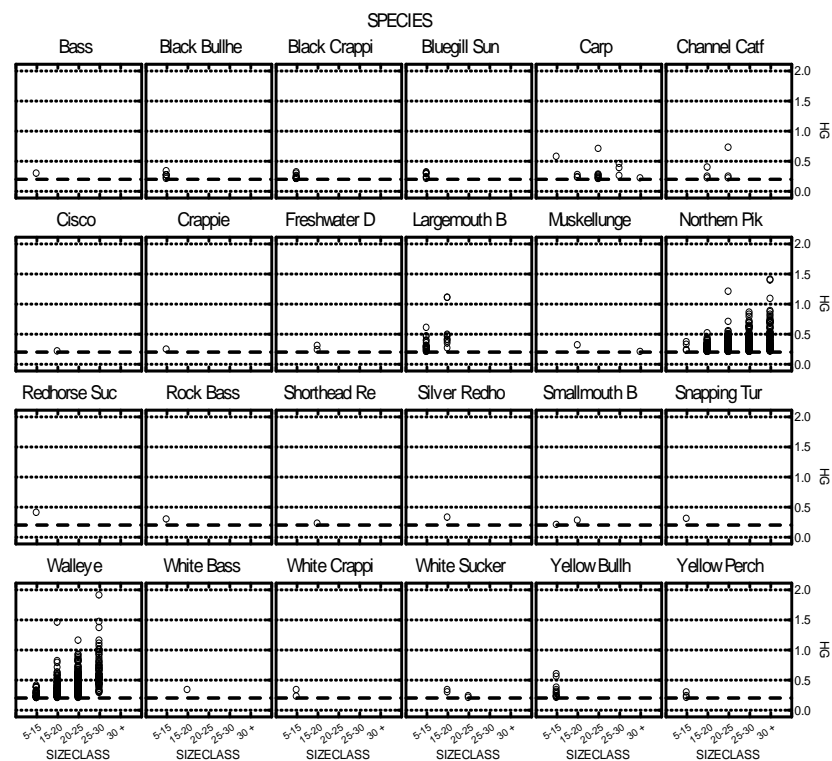 SPECIES
Bass Black Bullhe Black Crappi Bluegill Sun Carp Channel Catf
2.0
1.5
1.0
0.5
0.0
HG
Cisco Crappie Freshwater D Largemouth B Muskellunge Northern Pik
2.0
1.5
1.0
0.5
0.0
HG
Redhorse Suc Rock Bass Shorthead Re Silver Redho Smallmouth B Snapping Tur
2.0
1.5
1.0
0.5
0.0
HG
Walleye White Bass White Crappi White Sucker Yellow Bullh Yellow Perch
2.0
1.5
1.0
0.5
0.0
HG
5-15 15-20 20-25 25-30 30 + 5-15 15-20 20-25 25-30 30 + 5-15 15-20 20-25 25-30 30 + 5-15 15-20 20-25 25-30 30 + 5-15 15-20 20-25 25-30 30 + 5-15 15-20 20-25 25-30 30 +
SIZECLASS SIZECLASS SIZECLASS SIZECLASS SIZECLASS SIZECLASS